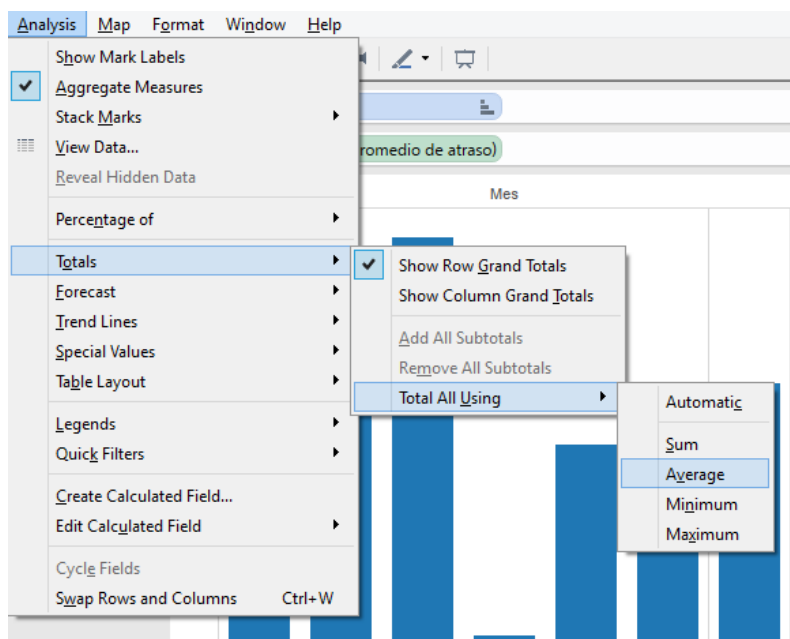 Analysis Map Format Window Help
Show Mark Labels
Aggregate Measures
Stack Marks
View Data...
romedio de atraso)
Reveal Hidden Data
Mes
Percentage of
Totals
Show Row Grand Totals
Forecast
Show Column Grand Totals
Trend Lines
Add All Subtotals
Special Values
Remove All Subtotals
Table Layout
Total All Using
Automatic
Legends
Sum
Quick Filters
Average
Create Calculated Field...
Minimum
Edit Calculated Field
Maximum
Cycle Fields
Swap Rows and Columns Ctrl+W